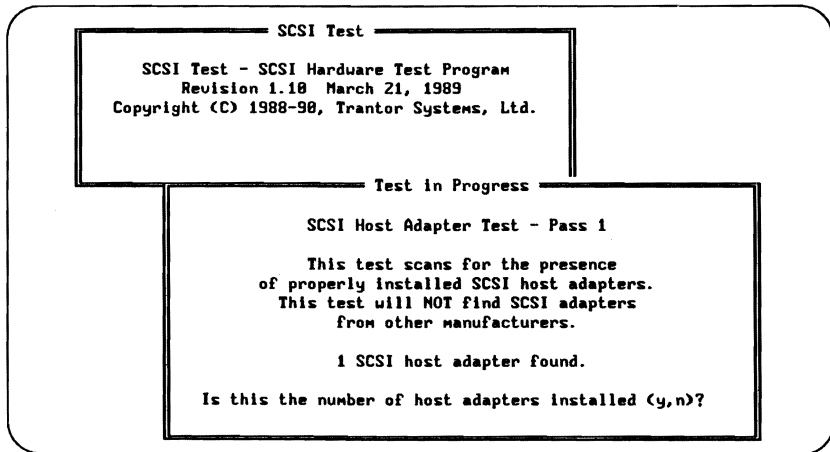 SCSI Test
SCSI Test - SCSI Hardware Test Program
Revision 1.10 March 21, 1989
Copyright (C) 1988-90, Trantor Systems, Ltd.
Test in Progress
SCSI Host Adapter Test - Pass 1
This test scans for the presence
of properly installed SCSI host adapters.
This test will NOT find SCSI adapters
from other manufacturers.
1 SCSI host adapter found.
Is this the number of host adapters installed (y,n)?